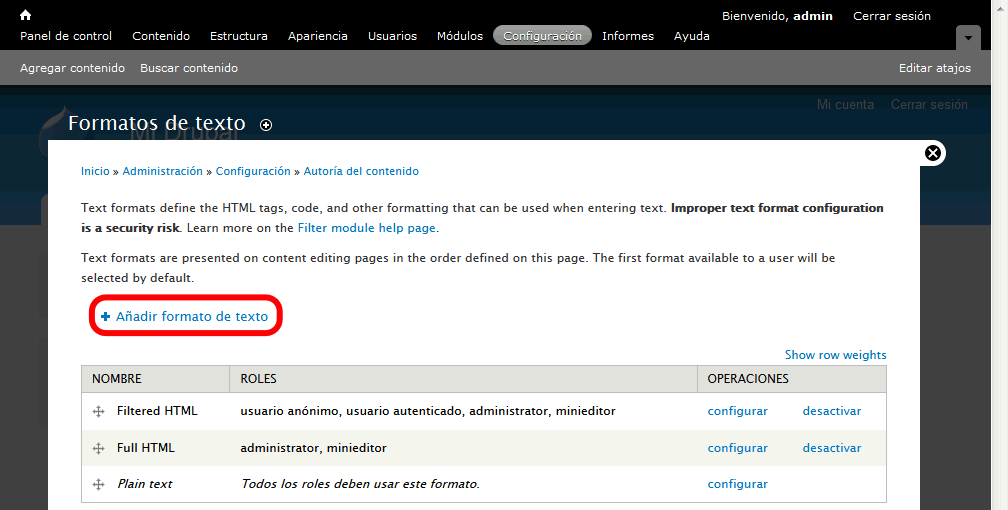 Bienvenido, admin Cerrar sesión
Panel de control Contenido Estructura Apariencia Usuarios Módulos Configuración Informes Ayuda
Agregar contenido Buscar contenido Editar atajos
Mi cuenta Cerrar sesión
Formatos de texto
Mi Drupal
Inicio » Administración » Configuración » Autoría del contenido
Text formats define the HTML tags, code, and other formatting that can be used when entering text. Improper text format configuration
is a security risk. Learn more on the Filter module help page.
Text formats are presented on content editing pages in the order defined on this page. The first format available to a user will be
selected by default.
+ Añadir formato de texto
Show row weights
NOMBRE ROLES OPERACIONES
Filtered HTML usuario anónimo, usuario autenticado, administrator, minieditor configurar desactivar
Full HTML administrator, minieditor configurar desactivar
Plain text Todos los roles deben usar este formato. configurar